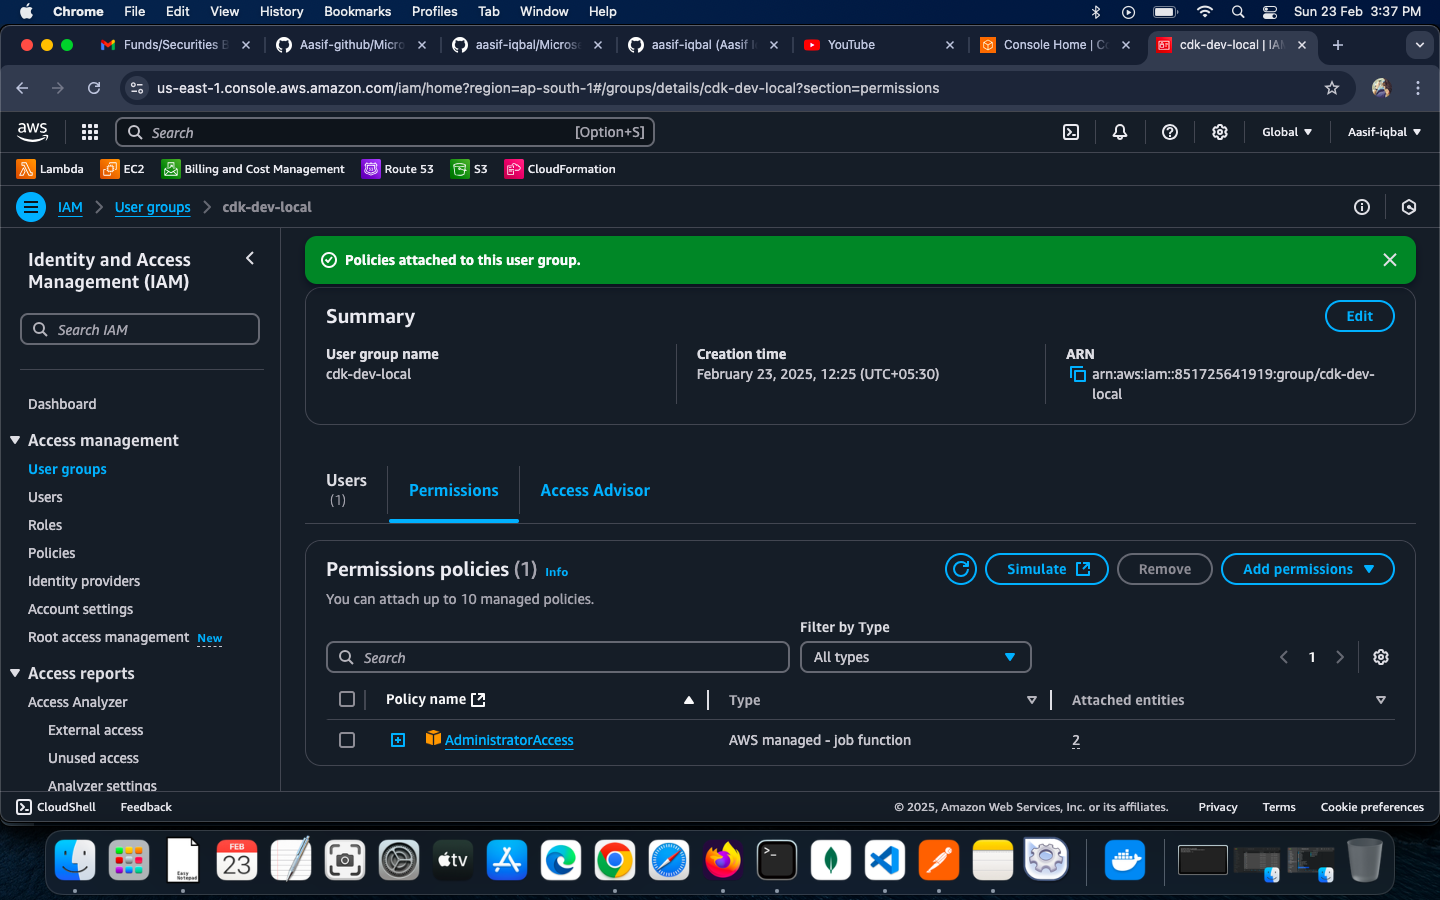 Chrome File Edit View History Bookmarks Profiles Tab Window Help Sun 23 Feb 3:37 PM
Funds/Securities B Aasif-github/Micro aasif-iqbal/Micros aasif-iqbal (Aasif YouTube Console Home | C cdk-dev-local | IA
us-east-1.console.aws.amazon.com/iam/home?region=ap-south-1#/groups/details/cdk-dev-local?section=permissions
aws Search [Option+S] Global Aasif-iqbal
Lambda EC2 Billing and Cost Management Route 53 S3 CloudFormation
IAM User groups cdk-dev-local
Identity and Access
Management (IAM)
Search IAM
Dashboard
Access management
User groups
Users
Roles
Policies
Identity providers
Account settings
Root access management New
Access reports
Access Analyzer
External access
Unused access
Analyzer settings
Policies attached to this user group.
Summary
Edit
User group name
cdk-dev-local
Creation time
February 23, 2025, 12:25 (UTC+05:30)
ARN
arn:aws:iam::851725641919:group/cdk-dev-
local
Users
(1)
Permissions
Access Advisor
Permissions policies (1) Info
Simulate Remove Add permissions
You can attach up to 10 managed policies.
Filter by Type
Search All types 1
Policy name Type Attached entities
AdministratorAccess AWS managed - job function 2
CloudShell Feedback © 2025, Amazon Web Services, Inc. or its affiliates. Privacy Terms Cookie preferences
Easy
Notepad
FEB
23
tv